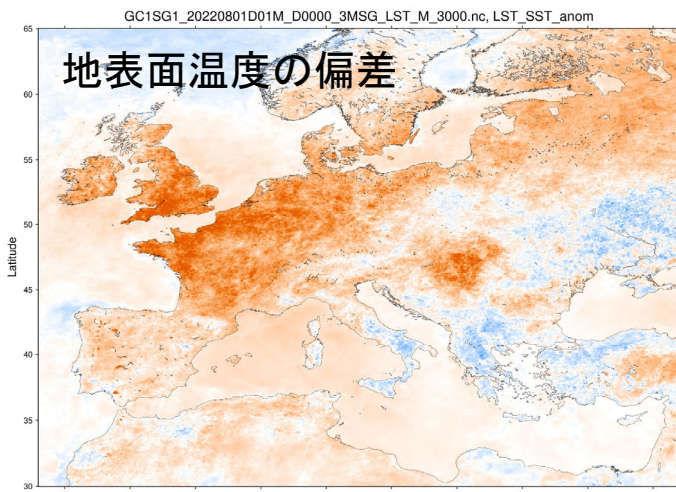 GC1SG1_20220801D01M_D0000_3MSG_LST_M_3000.nc, LST_SST_anom
地表面温度の偏差
65
60
55
50
45
40
35
30
Latitude